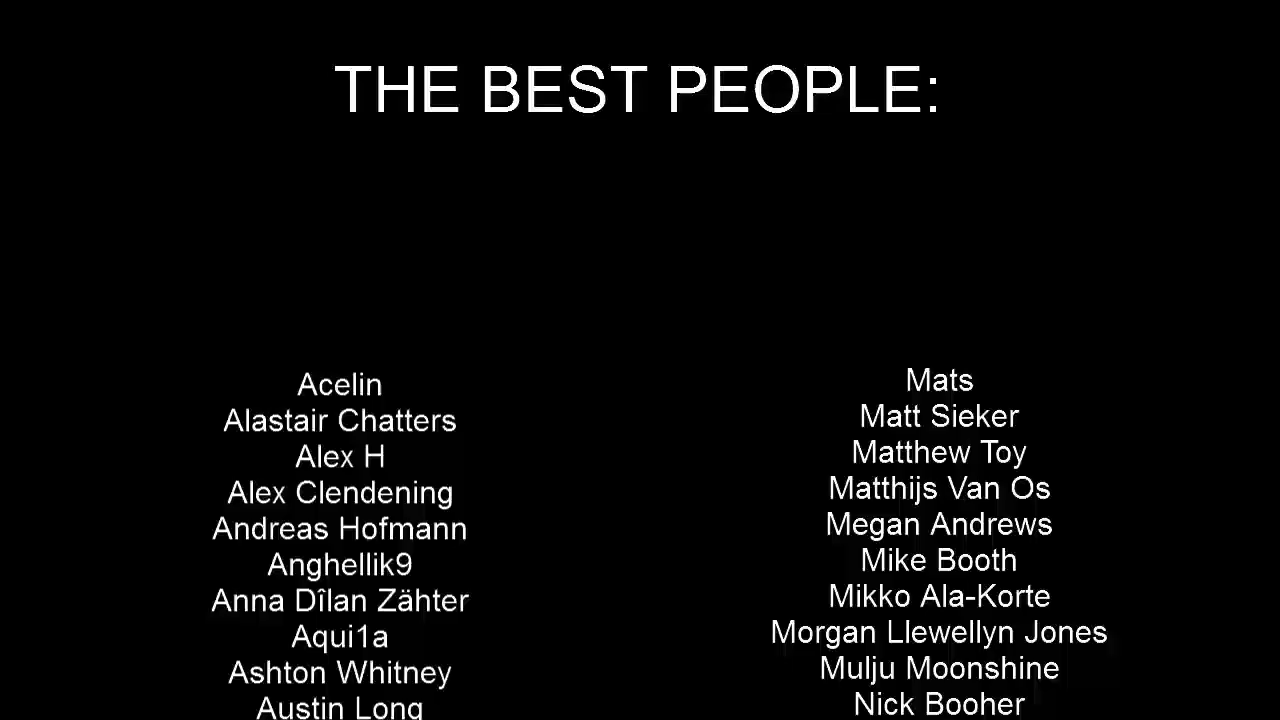 THE BEST PEOPLE:
Acelin
Alastair Chatters
Alex H
Alex Clendening
Andreas Hofmann
Anghellik9
Anna Dîlan Zähter
Aqui1a
Ashton Whitney
Austin Long
Mats
Matt Sieker
Matthew Toy
Matthijs Van Os
Megan Andrews
Mike Booth
Mikko Ala-Korte
Morgan Llewellyn Jones
Mulju Moonshine
Nick Booher